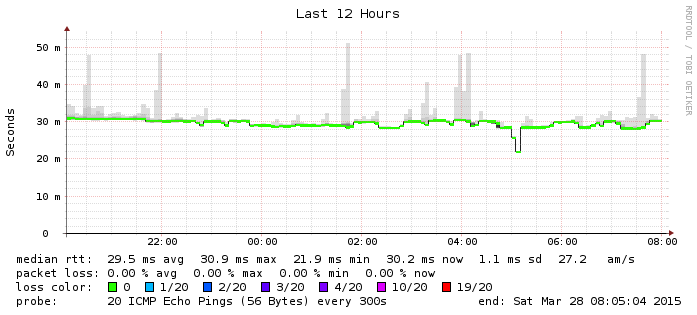 Last 12 Hours
RRDTOOL / TOBI OETIKER
Seconds
50 m
40 m
30 m
20 m
10 m
0
22:00 00:00 02:00 04:00 06:00 08:00
median rtt: 29.5 ms avg 30.9 ms max 21.9 ms min 30.2 ms now 1.1 ms sd 27.2 am/s
packet loss: 0.00 % avg 0.00 % max 0.00 % min 0.00 % now
loss color: 0 1/20 2/20 3/20 4/20 10/20 19/20
probe: 20 ICMP Echo Pings (56 Bytes) every 300s end: Sat Mar 28 08:05:04 2015